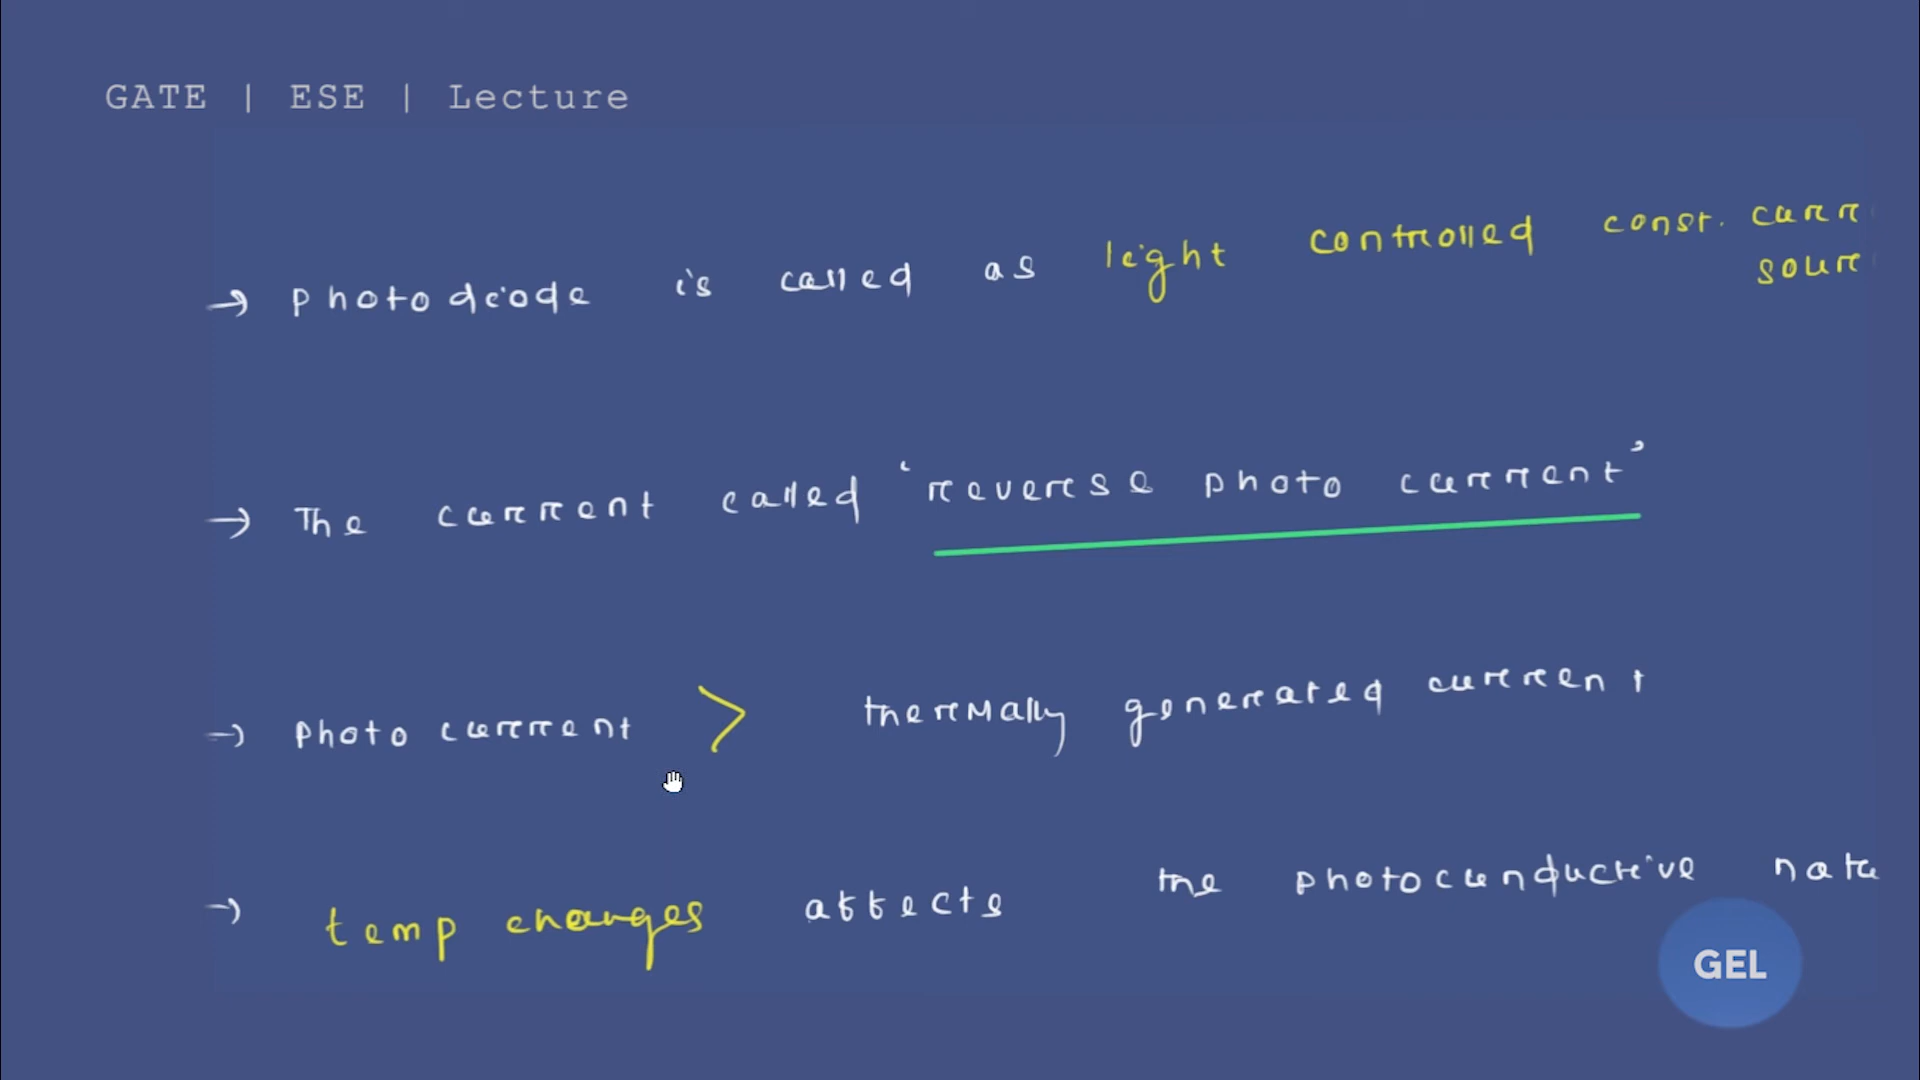 GATE | ESE | Lecture
→ photodiode is called as light controlled const. curr
sour
→ The current called 'reverse photo current'
→ photo current > thermally generated current
→ temp changes affects the photoconductive natu
GEL